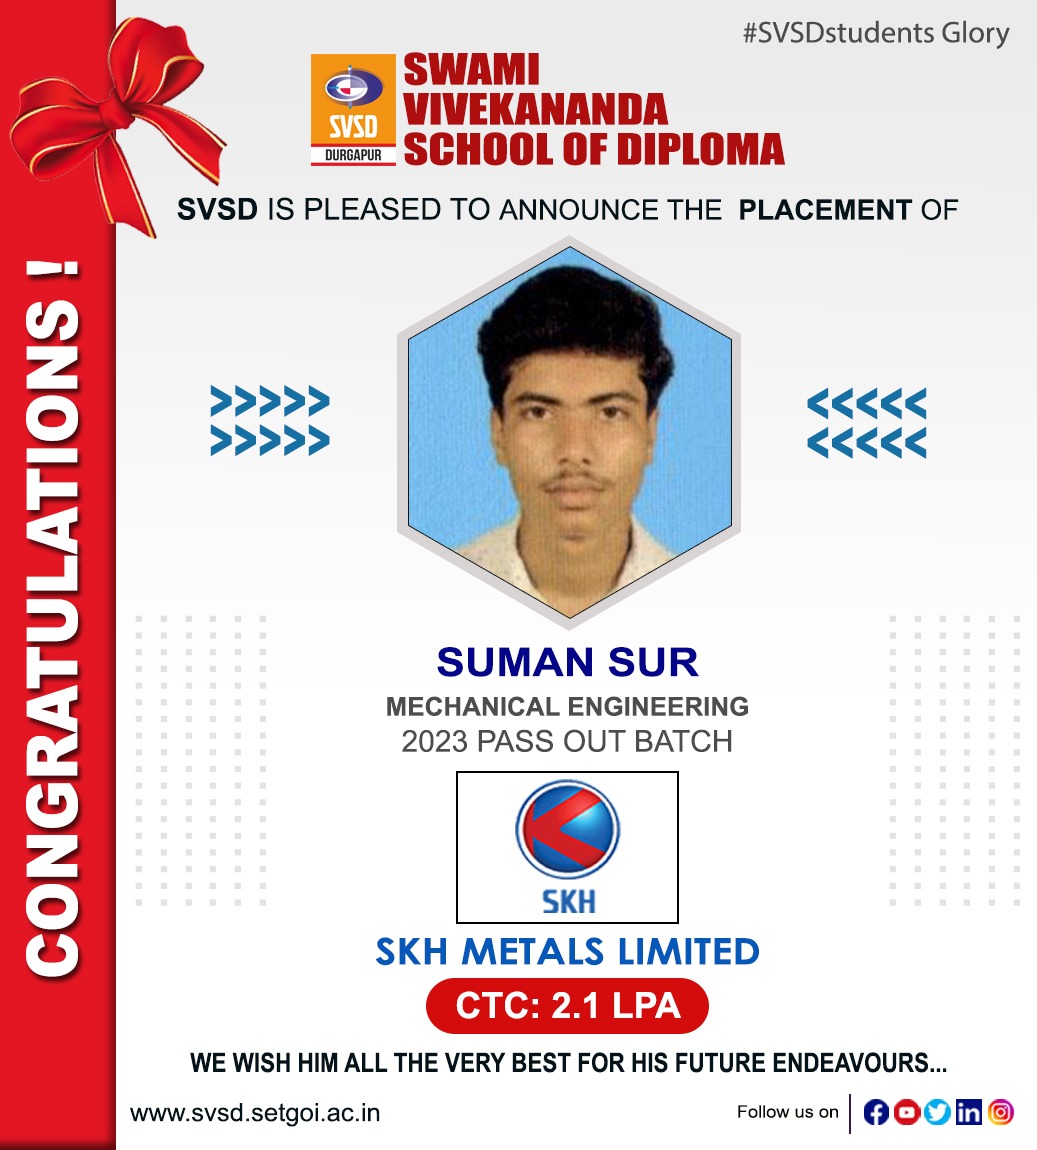 #SVSDstudents Glory
SVSD
DURGAPUR
SWAMI
VIVEKANANDA
SCHOOL OF DIPLOMA
SVSD IS PLEASED TO ANNOUNCE THE PLACEMENT OF
CONGRATULATIONS !
SUMAN SUR
MECHANICAL ENGINEERING
2023 PASS OUT BATCH
SKH
SKH METALS LIMITED
CTC: 2.1 LPA
WE WISH HIM ALL THE VERY BEST FOR HIS FUTURE ENDEAVOURS...
www.svsd.setgoi.ac.in
Follow us on